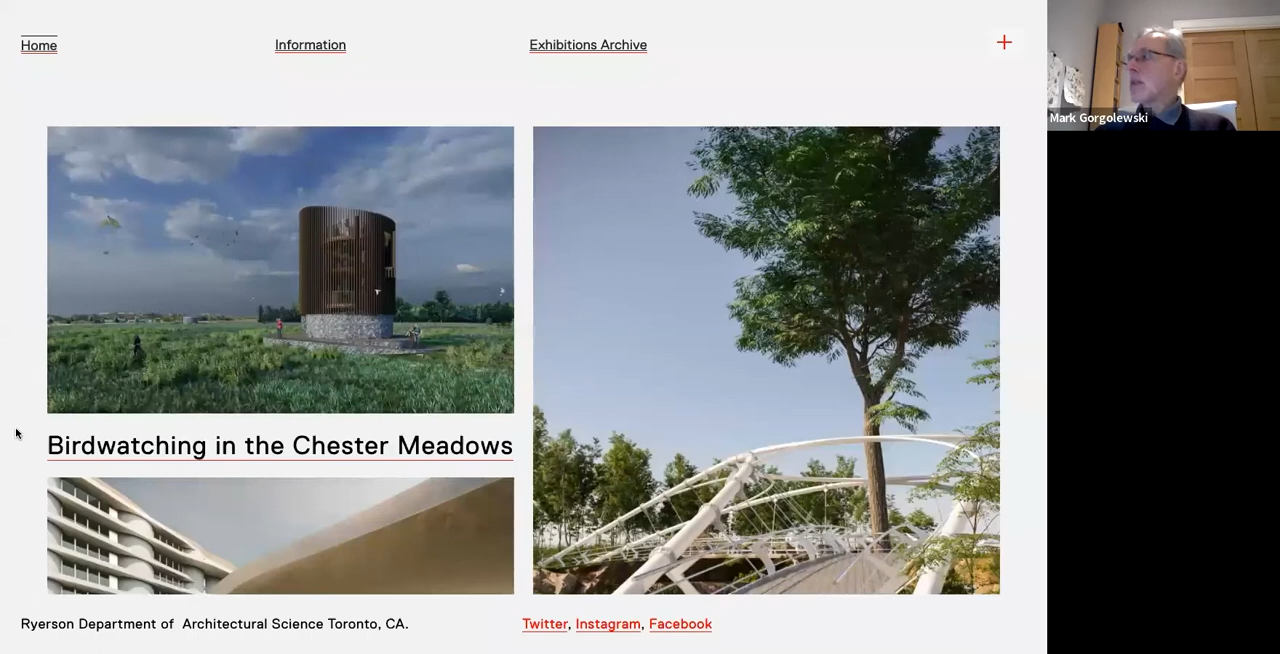 Home
Information
Exhibitions Archive
Mark Gorgolewski
Birdwatching in the Chester Meadows
Ryerson Department of Architectural Science Toronto, CA.
Twitter, Instagram, Facebook